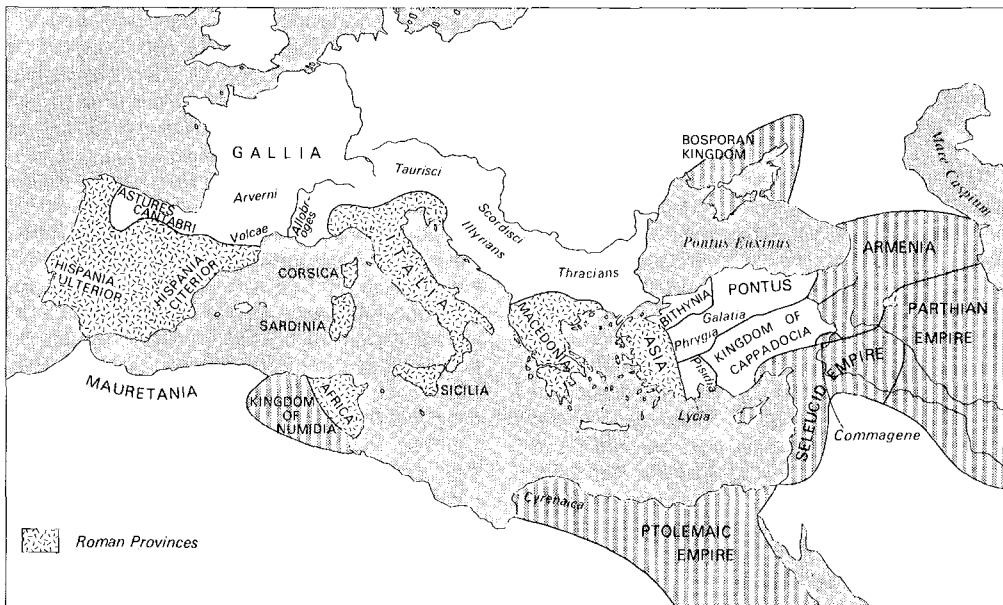 GALLIA
Taurisci
BOSPORAN
KINGDOM
Mare Caspium
Arverni
Allobr-
oges
ASTURES
CANTABRI
Volcae
Scordisci
Illyrians
Pontus Euxinus
ARMENIA
HISPANIA
ULTERIOR
HISPANIA
CITERIOR
CORSICA
ITALIA
Thracians
BITHYNIA
PONTUS
PARTHIAN
EMPIRE
SARDINIA
MACEDONIA
Galatia
Phrygia
KINGDOM OF
CAPPADOCIA
ASIA
Pisidia
MAURETANIA
KINGDOM
OF
NUMIDIA
AFRICA
SICILIA
Lycia
SELEUCID EMPIRE
Commagene
Cyrenaica
PTOLEMAIC
EMPIRE
Roman Provinces